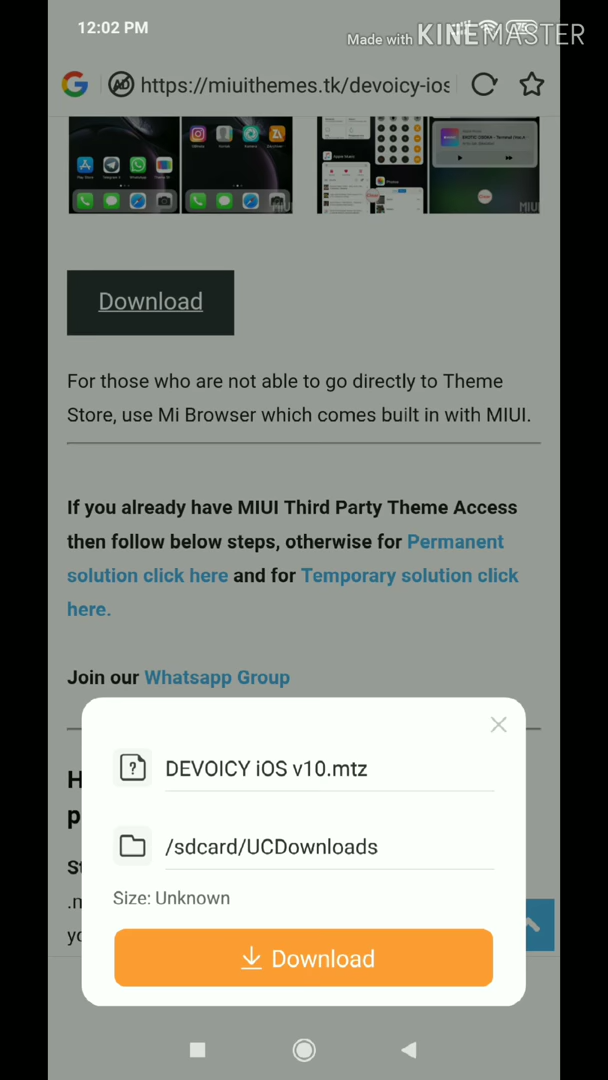 12:02 PM
Made with KINEMASTER
https://miuithemes.tk/devoicy-ios
Download
For those who are not able to go directly to Theme
Store, use Mi Browser which comes built in with MIUI.
If you already have MIUI Third Party Theme Access
then follow below steps, otherwise for Permanent
solution click here and for Temporary solution click
here.
Join our Whatsapp Group
DEVOICY iOS v10.mtz
/sdcard/UCDownloads
Size: Unknown
Download